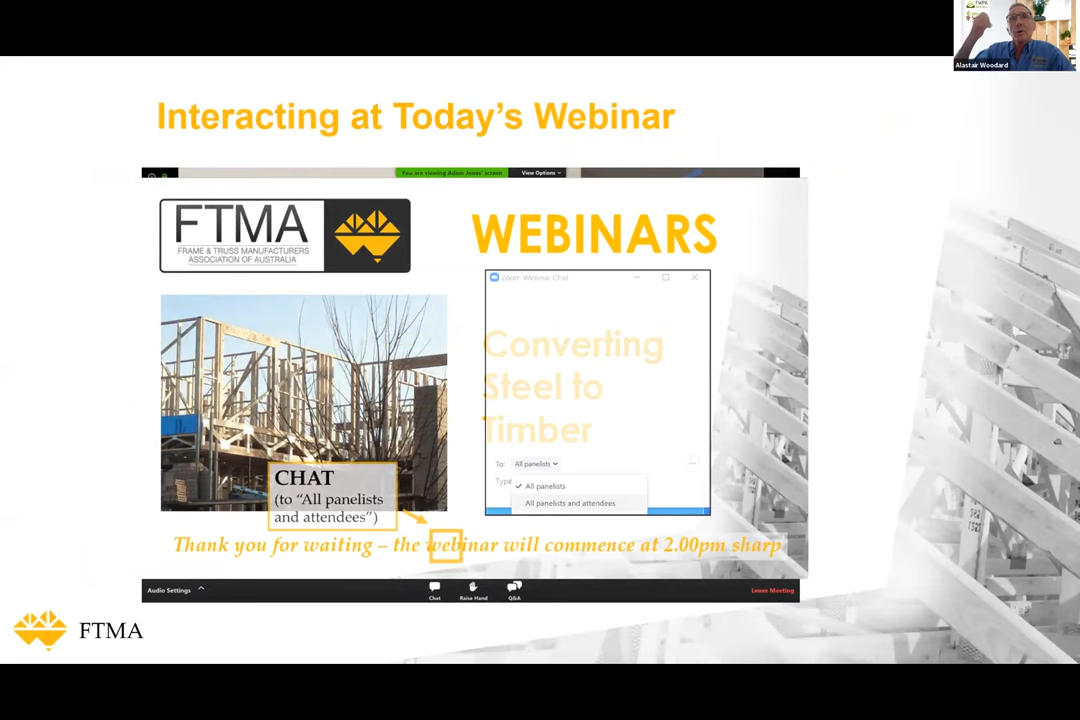 FWPA
Alastair Woodard
Interacting at Today's Webinar
You are viewing Adam Jones' screen
View Options
FTMA
FRAME & TRUSS MANUFACTURERS
ASSOCIATION OF AUSTRALIA
WEBINARS
Zoom Webinar Chat
Converting
Steel to
Timber
To: All panelists
Type
All panelists
All panelists and attendees
CHAT
(to “All panelists
and attendees”)
Thank you for waiting – the webinar will commence at 2.00pm sharp
Audio Settings
Chat
Raise Hand
Q&A
Leave Meeting
FTMA